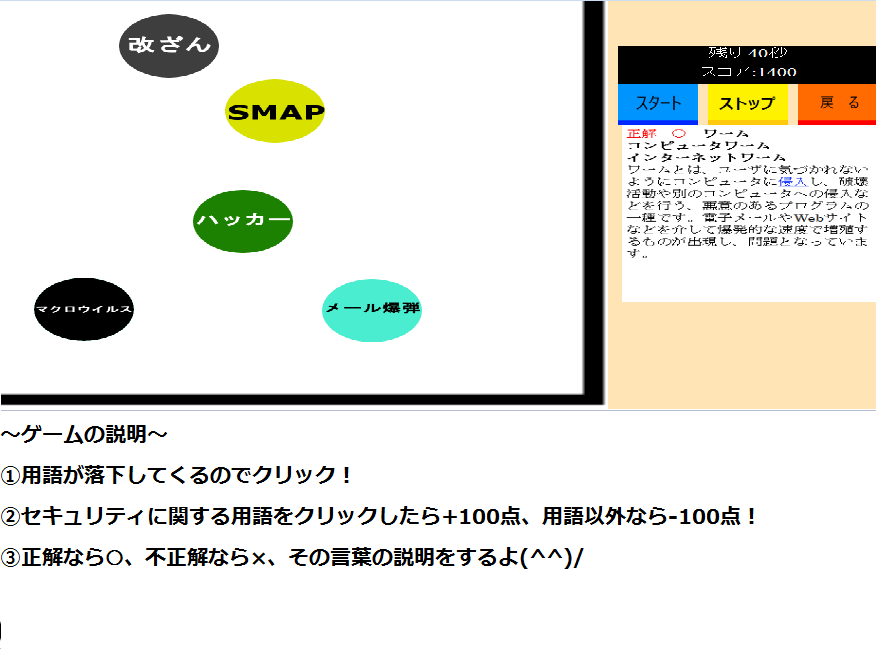 改ざん
SMAP
ハッカー
マクロウイルス
メール爆弾
残り 40秒
スコア:1400
スタート
ストップ
戻 る
正解 ○ ワーム
コンピュータワーム
インターネットワーム
ワームとは、ユーザに気づかれない
ようにコンピュータに侵入し、破壊
活動や別のコンピュータへの侵入な
どを行う、悪意のあるプログラムの
一種です。電子メールやWebサイト
などを介して爆発的な速度で増殖す
るものが出現し、問題となっていま
す。
～ゲームの説明～
①用語が落下してくるのでクリック！
②セキュリティに関する用語をクリックしたら+100点、用語以外なら-100点！
③正解なら○、不正解なら×、その言葉の説明をするよ(^^)/